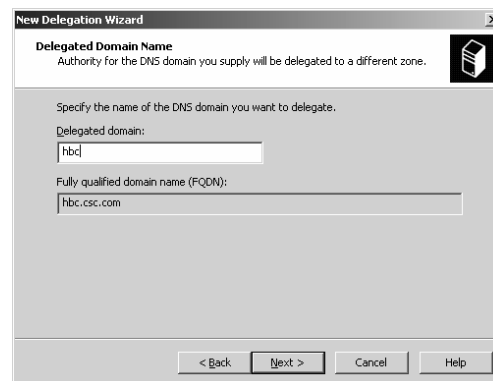 New Delegation Wizard
Delegated Domain Name
Authority for the DNS domain you supply will be delegated to a different zone.
Specify the name of the DNS domain you want to delegate.
Delegated domain:
hbc
Fully qualified domain name (FQDN):
hbc.csc.com
< Back Next > Cancel Help